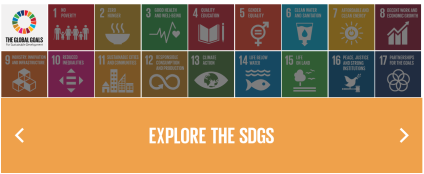 THE GLOBAL GOALS
For Sustainable Development
1 NO
POVERTY
2 ZERO
HUNGER
3 GOOD HEALTH
AND WELL-BEING
4 QUALITY
EDUCATION
5 GENDER
EQUALITY
6 CLEAN WATER
AND SANITATION
7 AFFORDABLE AND
CLEAN ENERGY
8 DECENT WORK AND
ECONOMIC GROWTH
9 INDUSTRY, INNOVATION
AND INFRASTRUCTURE
10 REDUCED
INEQUALITIES
11 SUSTAINABLE CITIES
AND COMMUNITIES
12 RESPONSIBLE
CONSUMPTION
AND PRODUCTION
13 CLIMATE
ACTION
14 LIFE BELOW
WATER
15 LIFE
ON LAND
16 PEACE, JUSTICE
AND STRONG
INSTITUTIONS
17 PARTNERSHIPS
FOR THE GOALS
EXPLORE THE SDGS